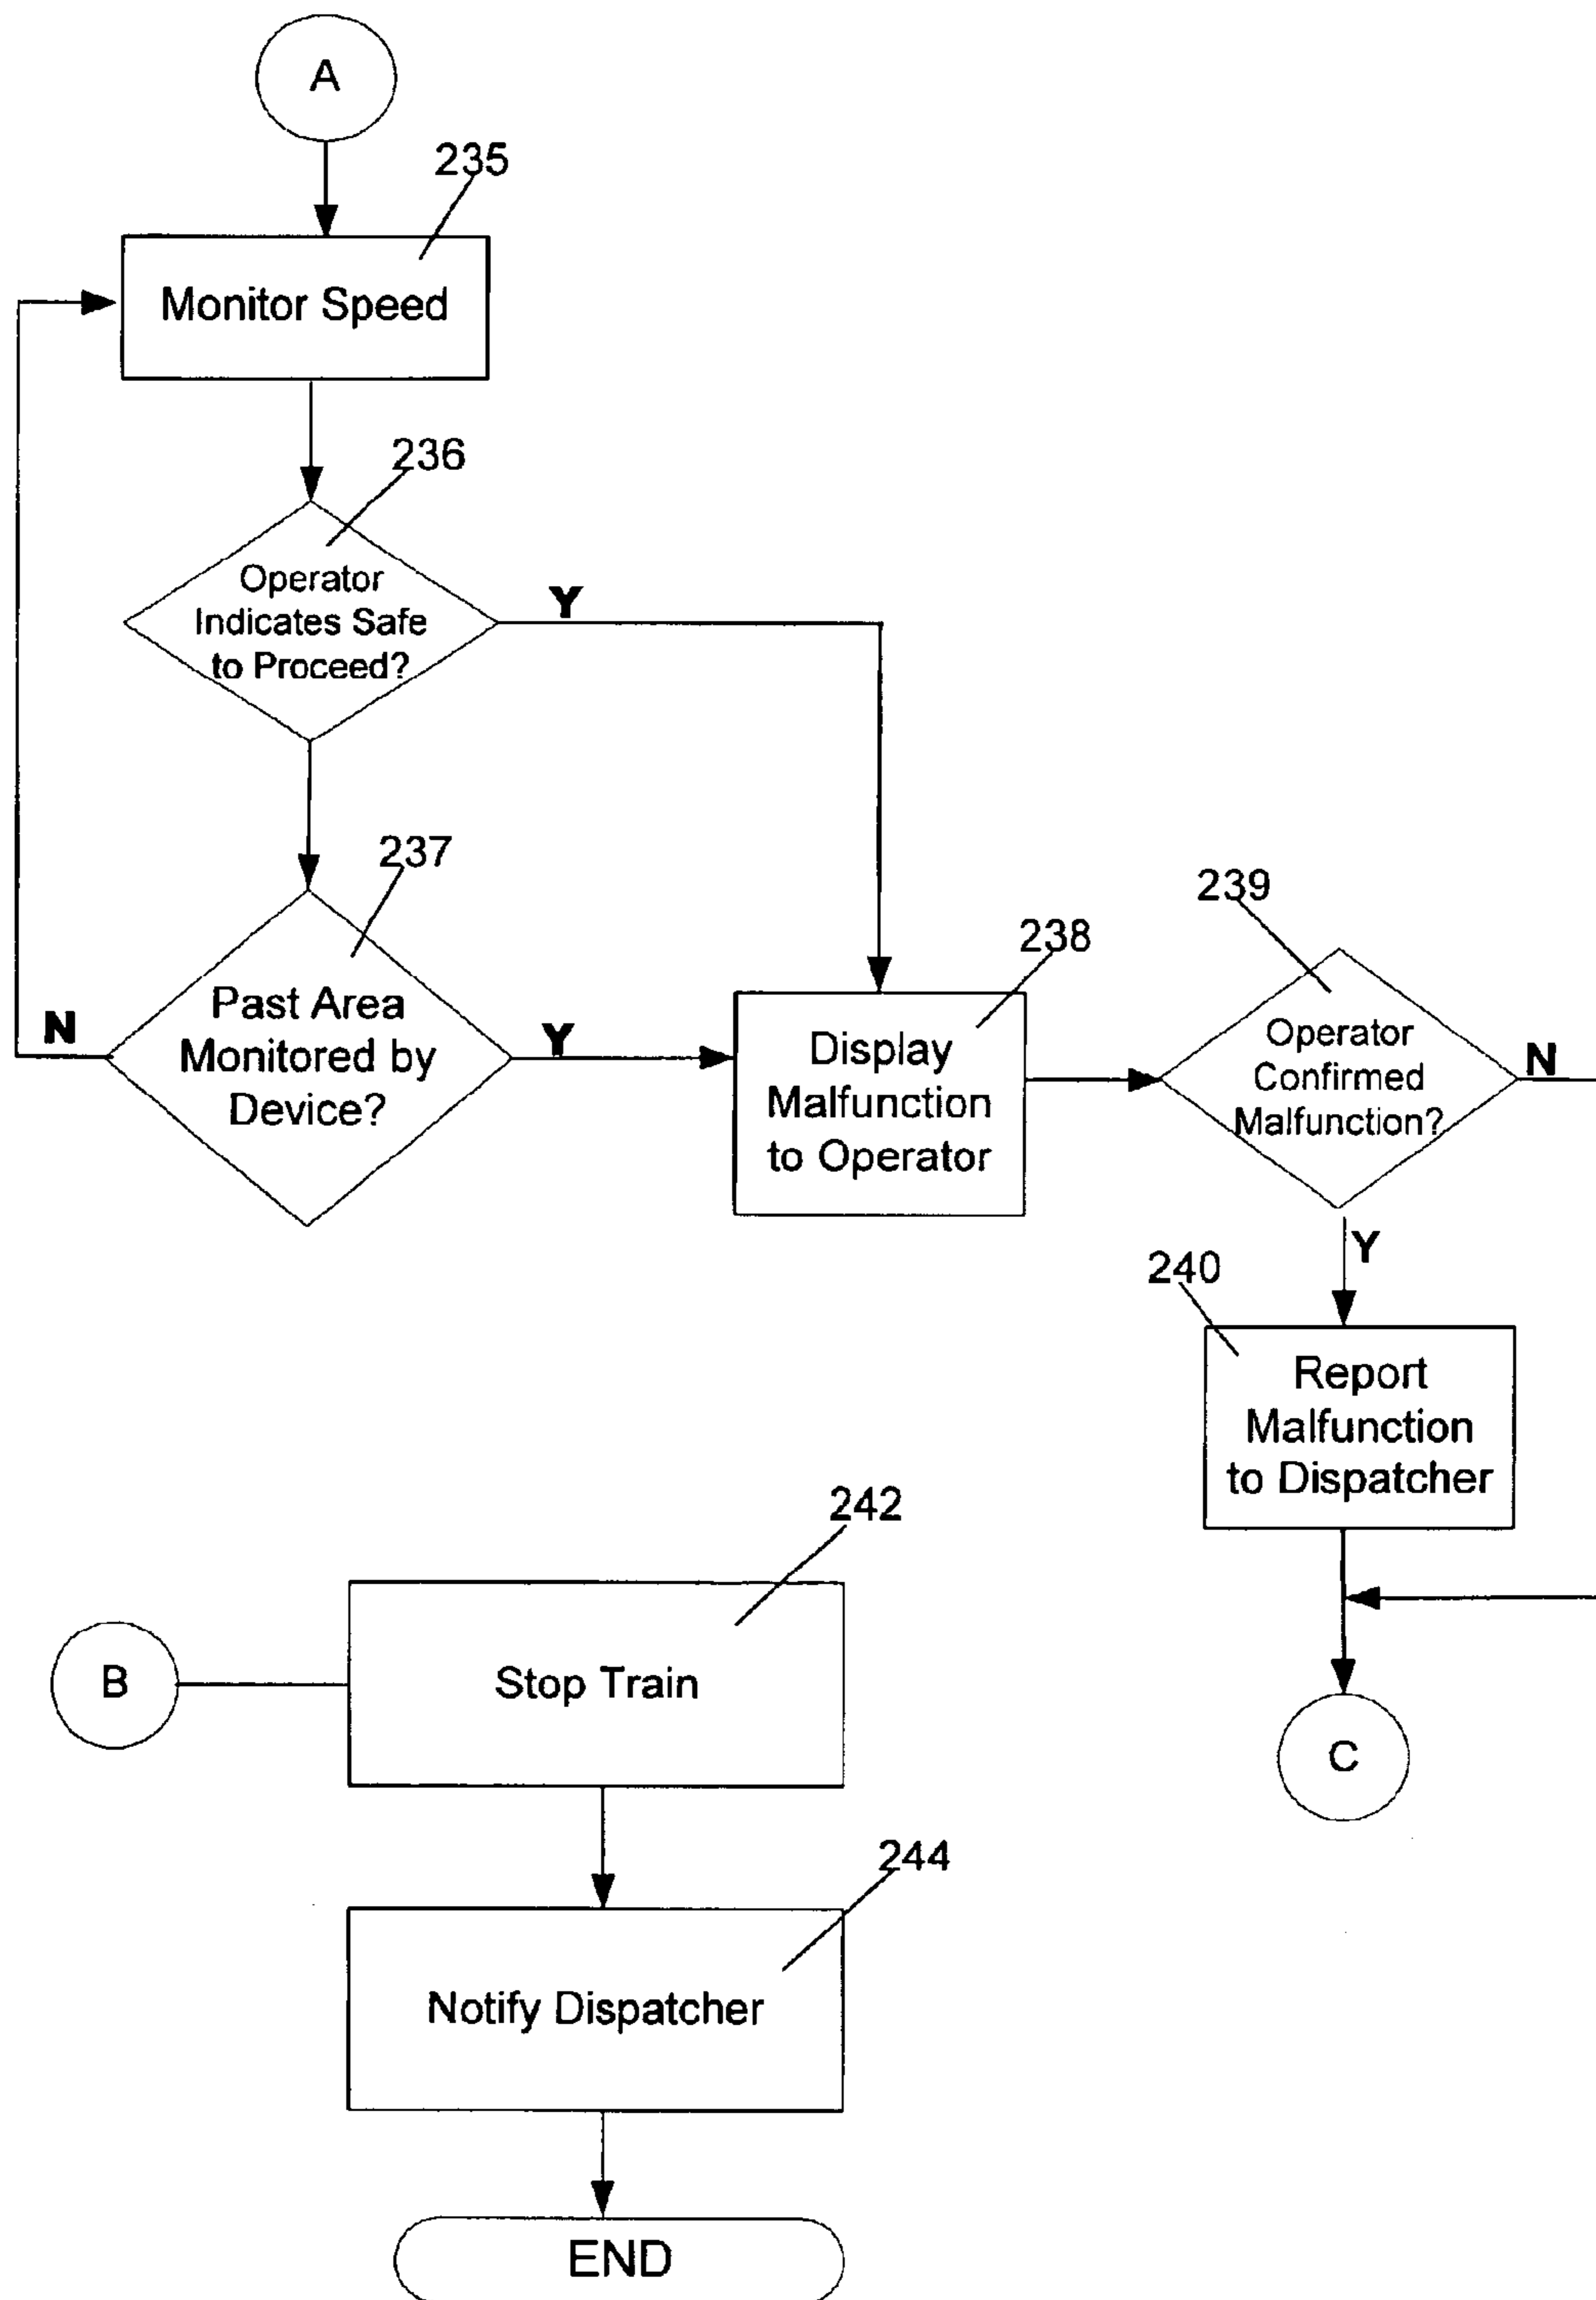 A
235
Monitor Speed
236
Operator
Indicates Safe
to Proceed?
Y
237
Past Area
Monitored by
Device?
N
Y
238
Display
Malfunction
to Operator
239
Operator
Confirmed
Malfunction?
N
Y
240
Report
Malfunction
to Dispatcher
C
242
B
Stop Train
244
Notify Dispatcher
END